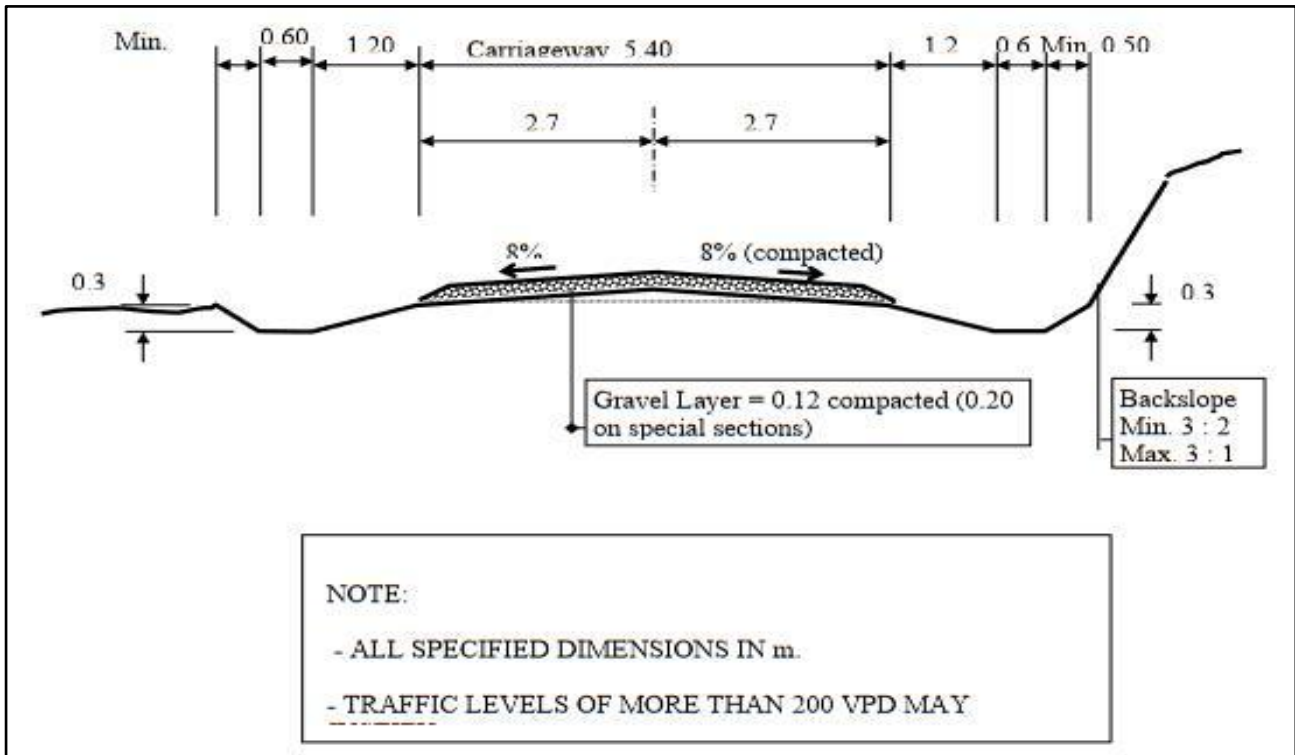 Min.
0.60
1.20
Carriageway 5.40
1.2
0.6
Min. 0.50
2.7
2.7
8%
8% (compacted)
0.3
0.3
Gravel Layer = 0.12 compacted (0.20
on special sections)
Backslope
Min. 3 : 2
Max. 3 : 1
NOTE:
- ALL SPECIFIED DIMENSIONS IN m.
- TRAFFIC LEVELS OF MORE THAN 200 VPD MAY